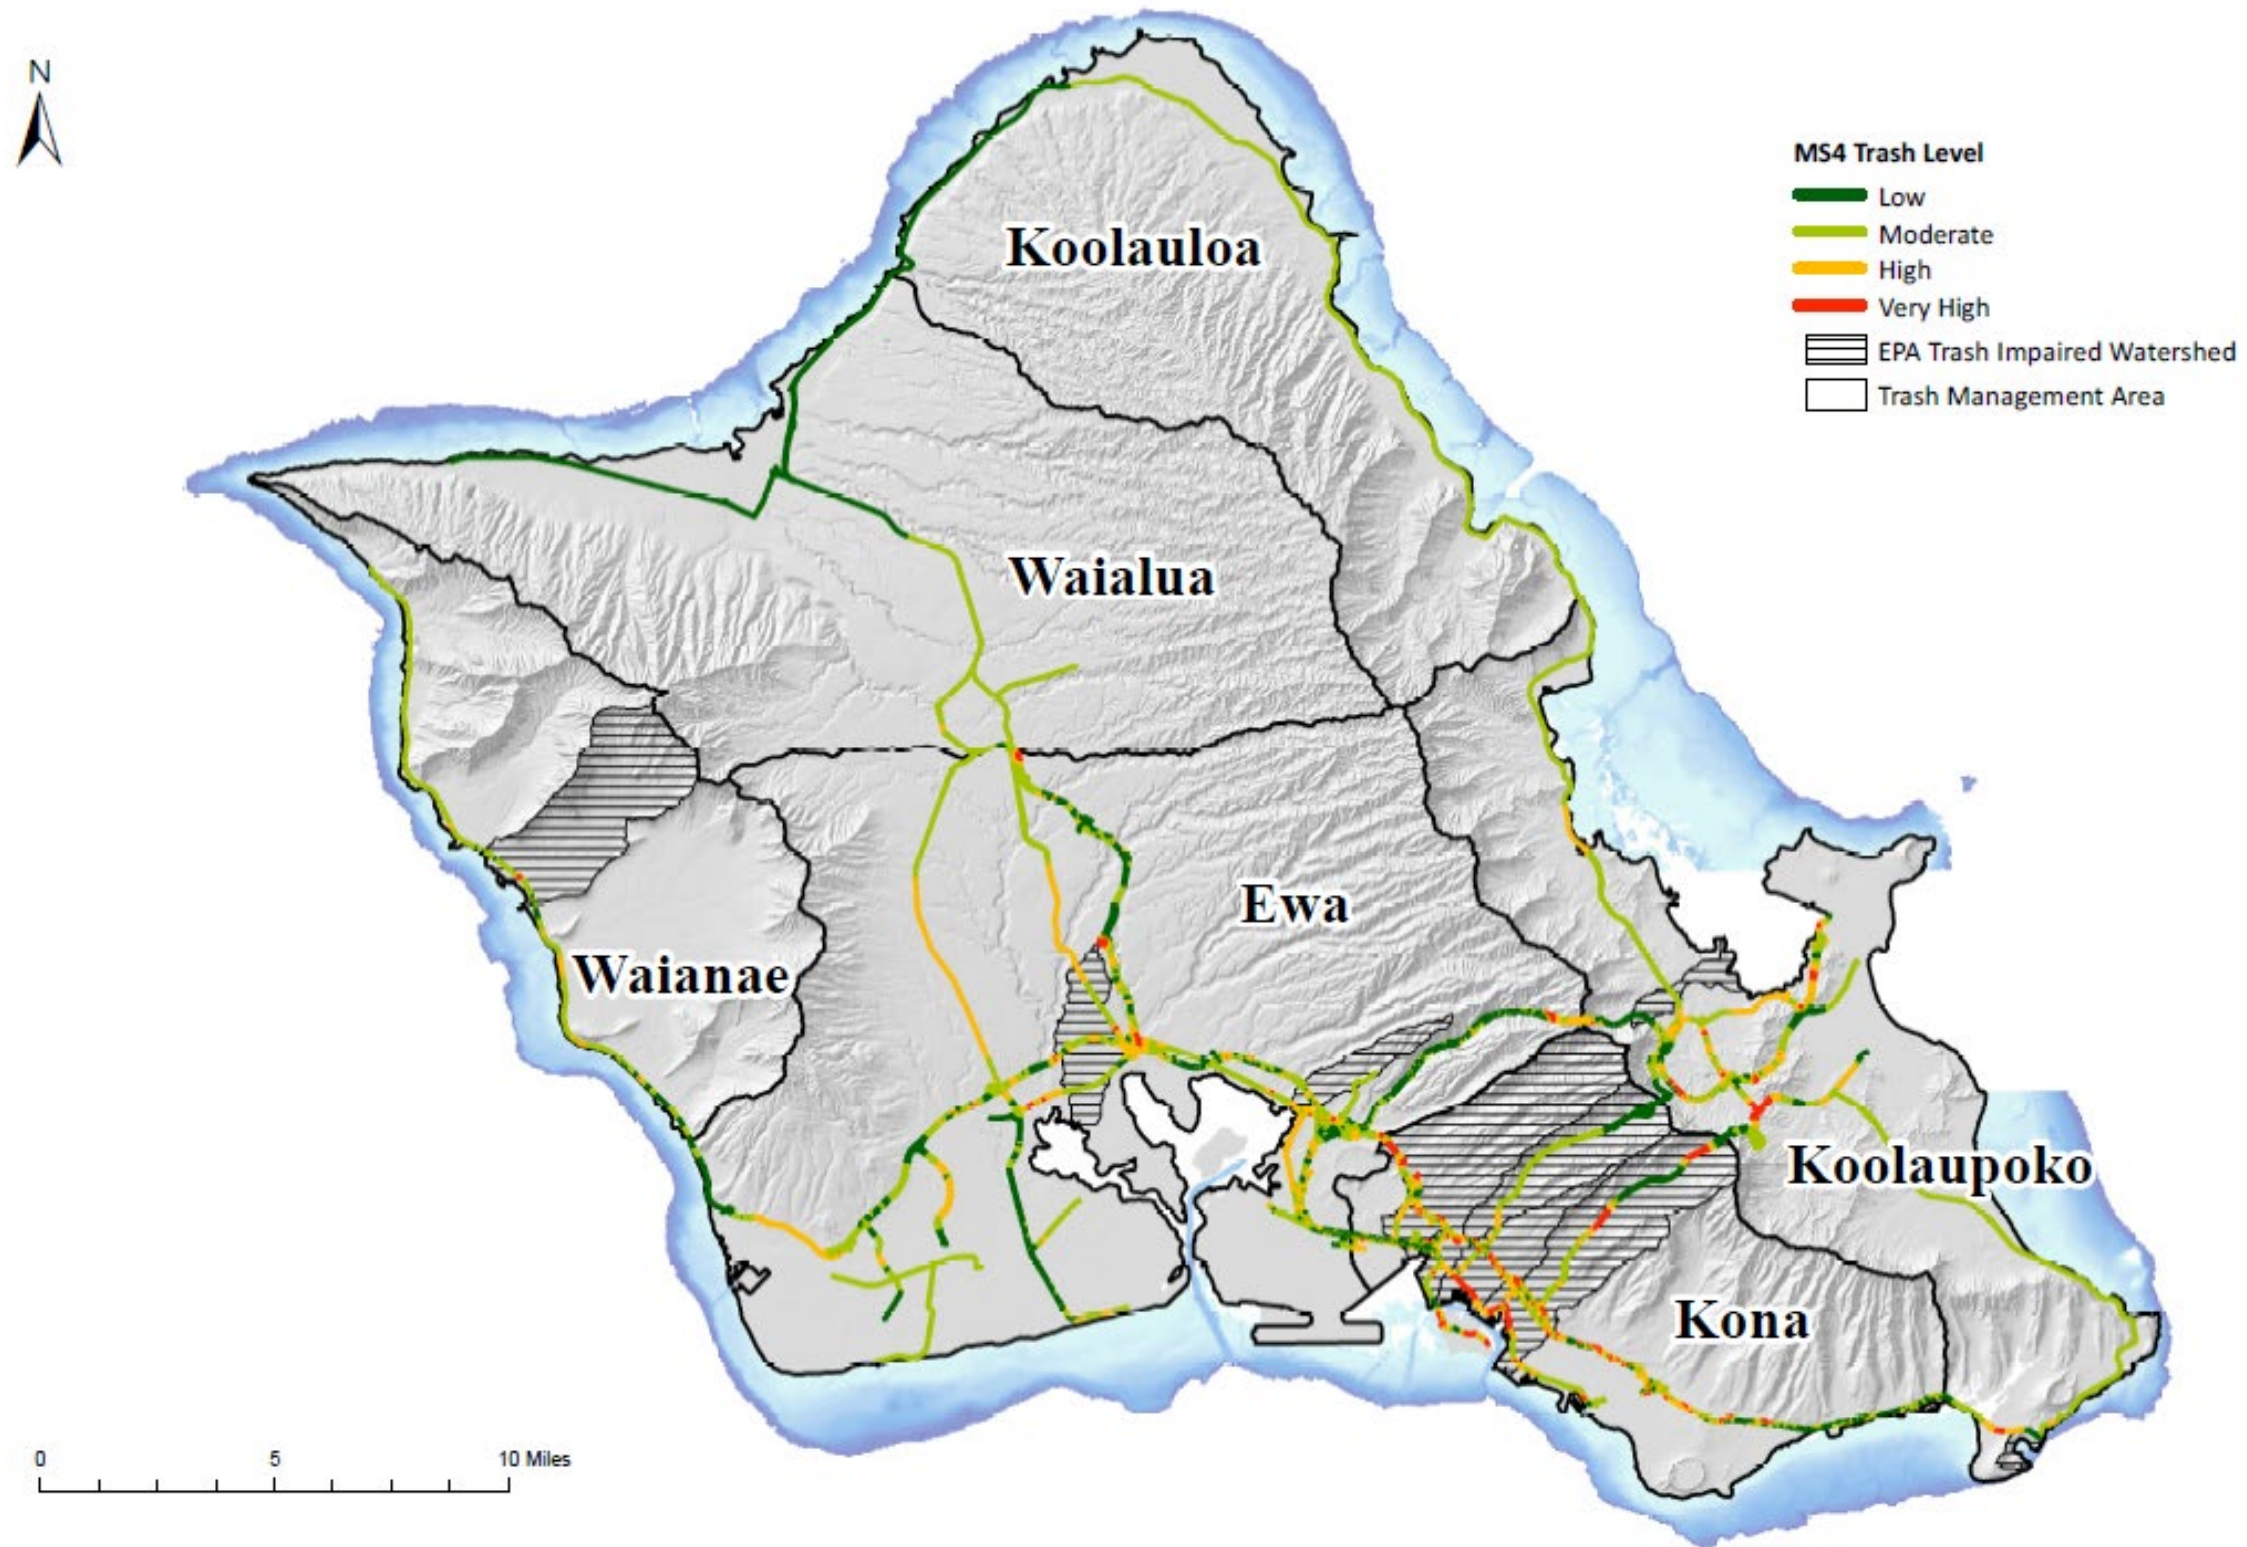 N
MS4 Trash Level
Low
Moderate
High
Very High
EPA Trash Impaired Watershed
Trash Management Area
Koolauloa
Waialua
Ewa
Waianae
Koolaupoko
Kona
0 5 10 Miles